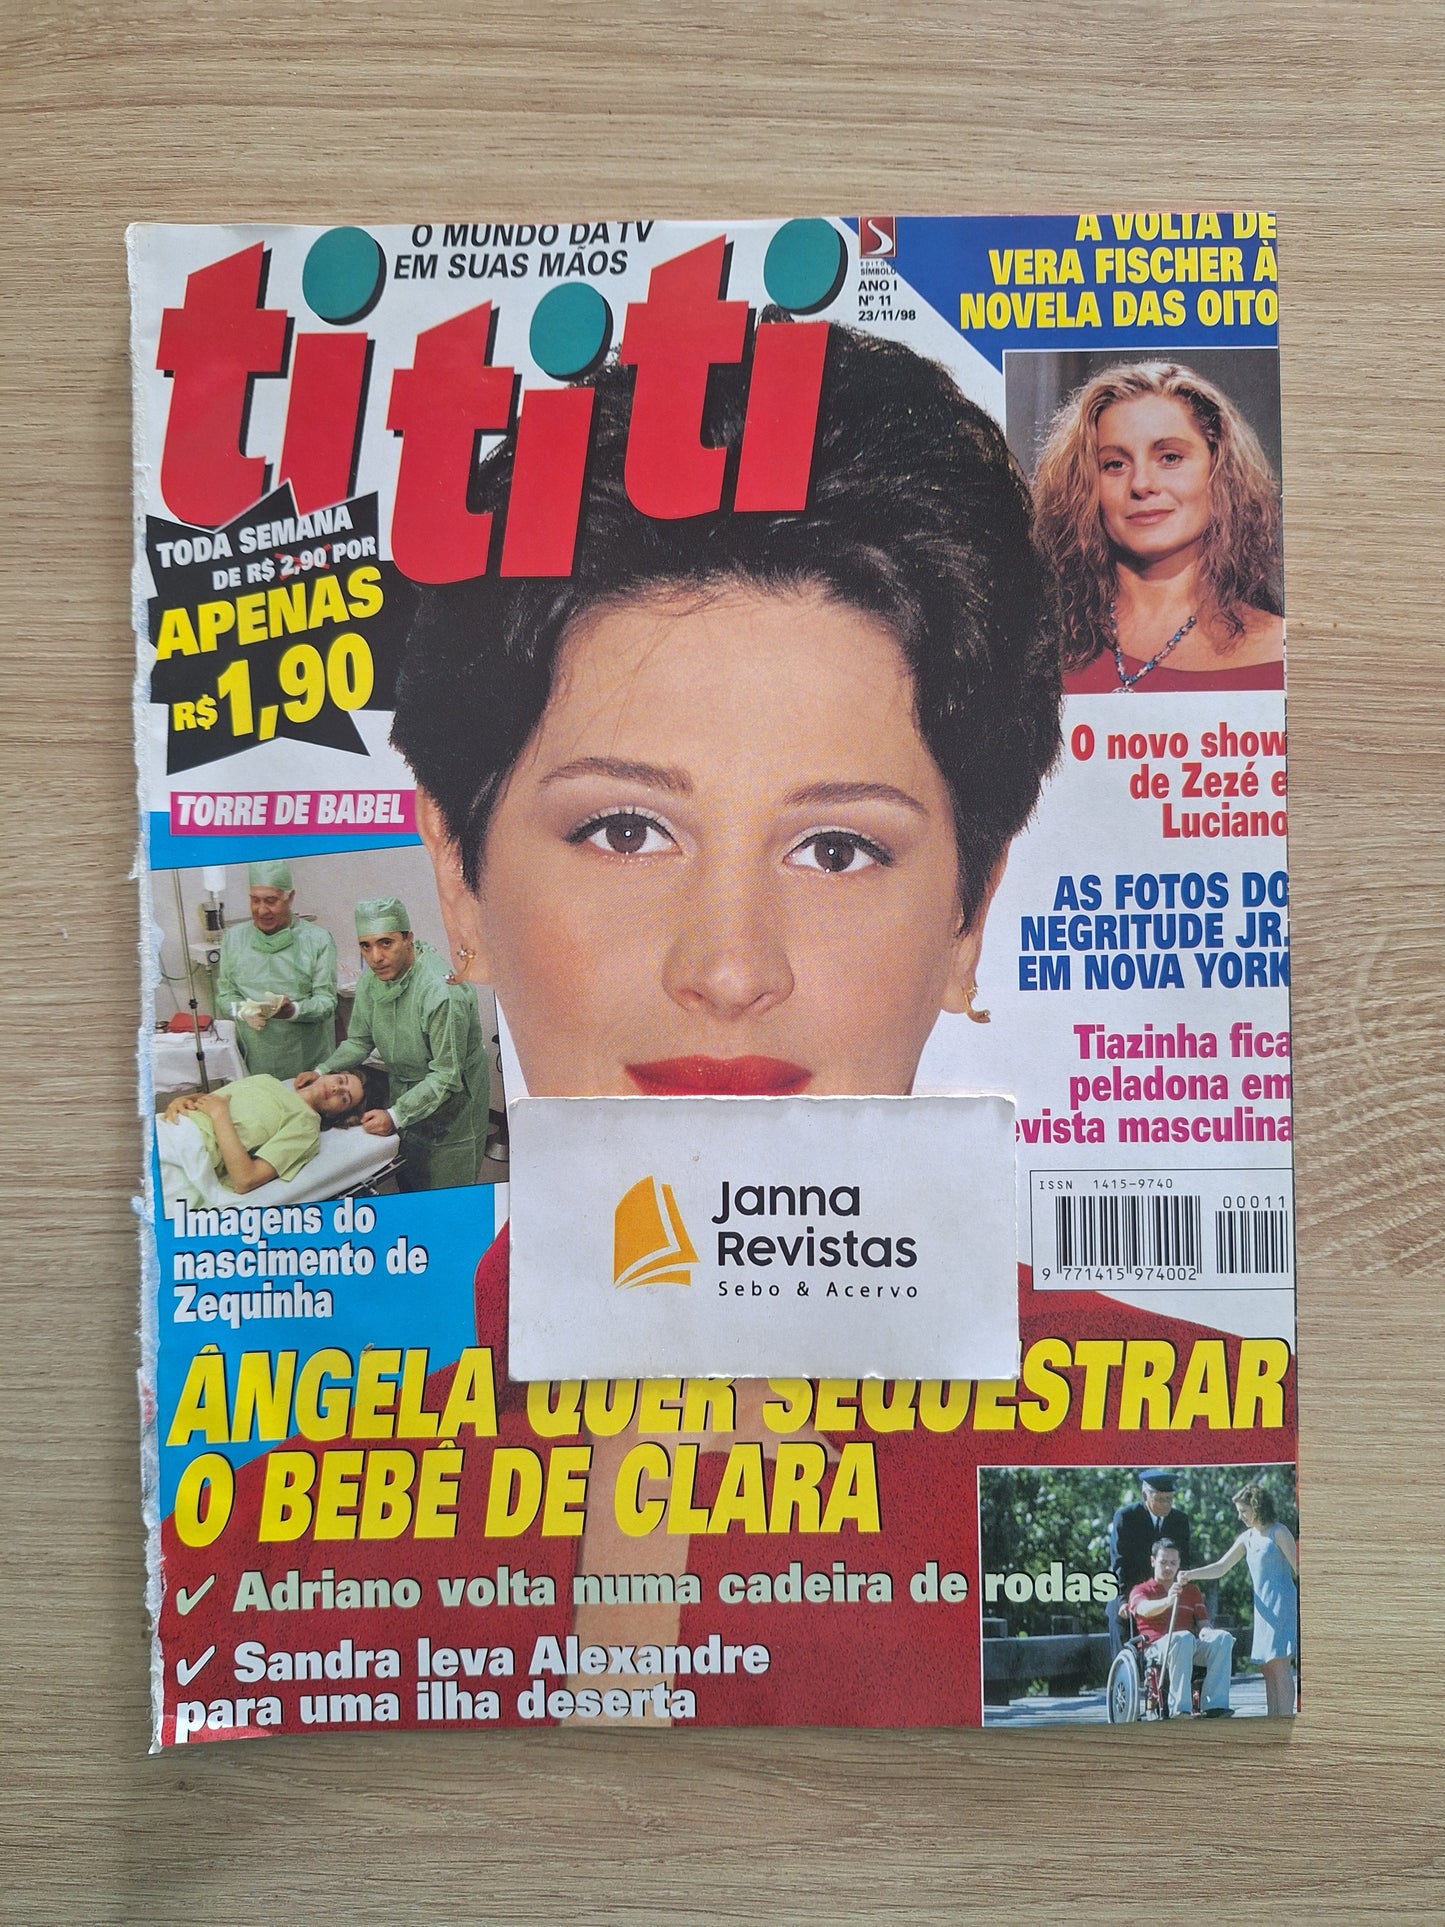 O MUNDO DA TV
EM SUAS MÃOS
tititi
EDITORA
SÍMBOLO
ANO I
Nº 11
23/11/98
A VOLTA DE
VERA FISCHER À
NOVELA DAS OITO
TODA SEMANA
DE R$ 2,90 POR
APENAS
R$ 1,90
TORRE DE BABEL
Imagens do
nascimento de
Zequinha
O novo show
de Zezé e
Luciano
AS FOTOS DO
NEGRITUDE JR.
EM NOVA YORK
Tiazinha fica
peladona em
evista masculina
ISSN 1415-9740
00011
9 771415 974002
Janna
Revistas
Sebo & Acervo
ÂNGELA QUER SEQUESTRAR
O BEBÊ DE CLARA
✓ Adriano volta numa cadeira de rodas
✓ Sandra leva Alexandre
para uma ilha deserta